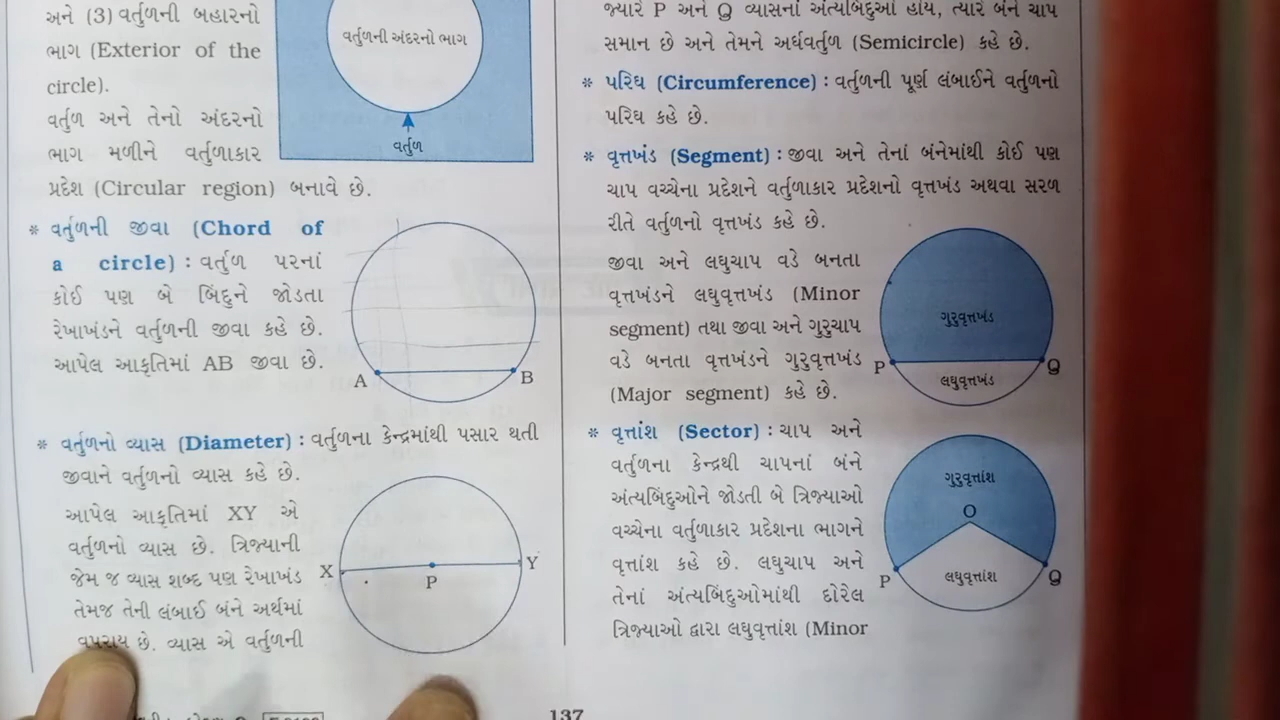 અને (3) વર્તુળની બહારનો
ભાગ (Exterior of the
circle).
વર્તુળ અને તેનો અંદરનો
ભાગ મળીને વર્તુળાકાર
પ્રદેશ (Circular region) બનાવે છે.
વર્તુળની અંદરનો ભાગ
વર્તુળ
* વર્તુળની જીવા (Chord of
a circle) : વર્તુળ પરનાં
કોઈ પણ બે બિંદુને જોડતા
રેખાખંડને વર્તુળની જીવા કહે છે.
આપેલ આકૃતિમાં AB જીવા છે.
A
B
* વર્તુળનો વ્યાસ (Diameter) : વર્તુળના કેન્દ્રમાંથી પસાર થતી
જીવાને વર્તુળનો વ્યાસ કહે છે.
આપેલ આકૃતિમાં XY એ
વર્તુળનો વ્યાસ છે. ત્રિજ્યાની
જેમ જ વ્યાસ શબ્દ પણ રેખાખંડ
તેમજ તેની લંબાઈ બંને અર્થમાં
વપરાય છે. વ્યાસ એ વર્તુળની
X
P
Y
જ્યારે P અને Q વ્યાસનાં અંત્યબિંદુઓ હોય, ત્યારે બંને ચાપ
સમાન છે અને તેમને અર્ધવર્તુળ (Semicircle) કહે છે.
* પરિઘ (Circumference) : વર્તુળની પૂર્ણ લંબાઈને વર્તુળનો
પરિઘ કહે છે.
* વૃત્તખંડ (Segment) : જીવા અને તેનાં બંનેમાંથી કોઈ પણ
ચાપ વચ્ચેના પ્રદેશને વર્તુળાકાર પ્રદેશનો વૃત્તખંડ અથવા સરળ
રીતે વર્તુળનો વૃત્તખંડ કહે છે.
જીવા અને લઘુચાપ વડે બનતા
વૃત્તખંડને લઘુવૃત્તખંડ (Minor
segment) તથા જીવા અને ગુરુચાપ
વડે બનતા વૃત્તખંડને ગુરુવૃત્તખંડ
(Major segment) કહે છે.
ગુરુવૃત્તખંડ
P
Q
લઘુવૃત્તખંડ
* વૃત્તાંશ (Sector) : ચાપ અને
વર્તુળના કેન્દ્રથી ચાપનાં બંને
અંત્યબિંદુઓને જોડતી બે ત્રિજ્યાઓ
વચ્ચેના વર્તુળાકાર પ્રદેશના ભાગને
વૃત્તાંશ કહે છે. લઘુચાપ અને
તેનાં અંત્યબિંદુઓમાંથી દોરેલ
ત્રિજ્યાઓ દ્વારા લઘુવૃત્તાંશ (Minor
ગુરુવૃત્તાંશ
O
લઘુવૃત્તાંશ
P
Q
137